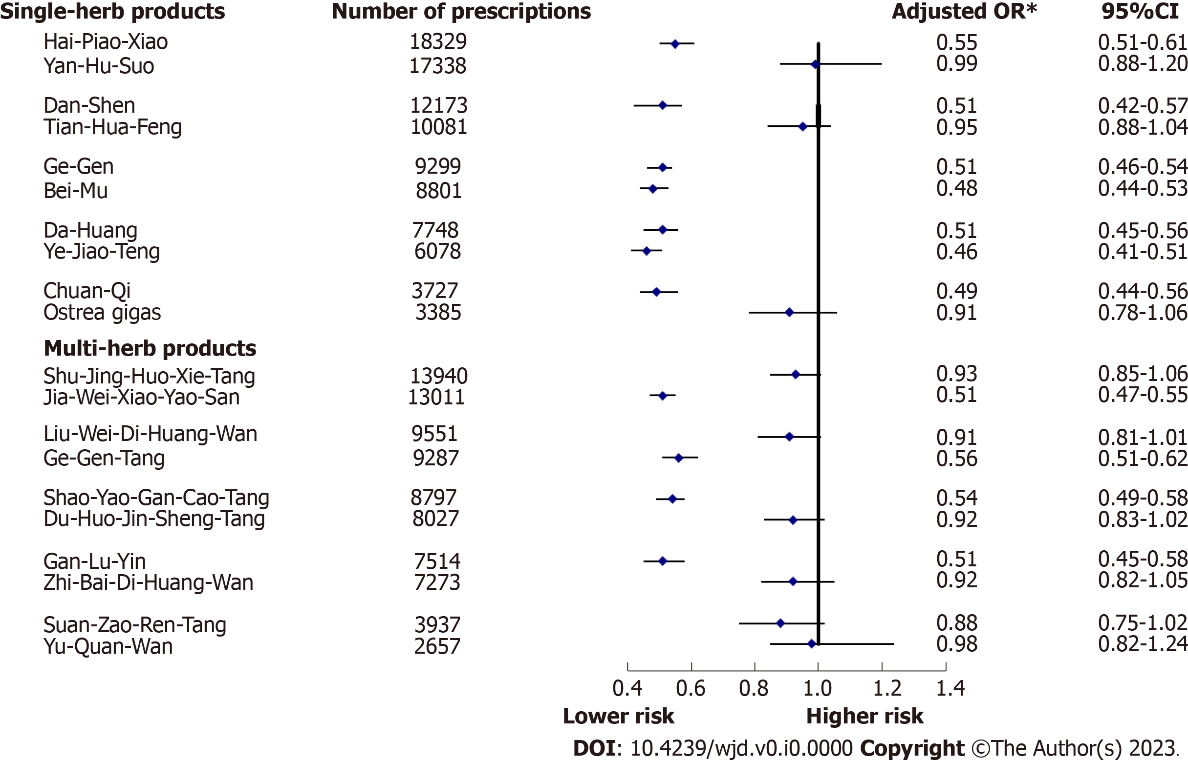 Single-herb products Number of prescriptions Adjusted OR* 95%CI
Hai-Piao-Xiao 18329 0.55 0.51-0.61
Yan-Hu-Suo 17338 0.99 0.88-1.20
Dan-Shen 12173 0.51 0.42-0.57
Tian-Hua-Feng 10081 0.95 0.88-1.04
Ge-Gen 9299 0.51 0.46-0.54
Bei-Mu 8801 0.48 0.44-0.53
Da-Huang 7748 0.51 0.45-0.56
Ye-Jiao-Teng 6078 0.46 0.41-0.51
Chuan-Qi 3727 0.49 0.44-0.56
Ostrea gigas 3385 0.91 0.78-1.06
Multi-herb products
Shu-Jing-Huo-Xie-Tang 13940 0.93 0.85-1.06
Jia-Wei-Xiao-Yao-San 13011 0.51 0.47-0.55
Liu-Wei-Di-Huang-Wan 9551 0.91 0.81-1.01
Ge-Gen-Tang 9287 0.56 0.51-0.62
Shao-Yao-Gan-Cao-Tang 8797 0.54 0.49-0.58
Du-Huo-Jin-Sheng-Tang 8027 0.92 0.83-1.02
Gan-Lu-Yin 7514 0.51 0.45-0.58
Zhi-Bai-Di-Huang-Wan 7273 0.92 0.82-1.05
Suan-Zao-Ren-Tang 3937 0.88 0.75-1.02
Yu-Quan-Wan 2657 0.98 0.82-1.24
0.4 0.6 0.8 1.0 1.2 1.4
Lower risk Higher risk
DOI: 10.4239/wjd.v0.i0.0000 Copyright ©The Author(s) 2023.